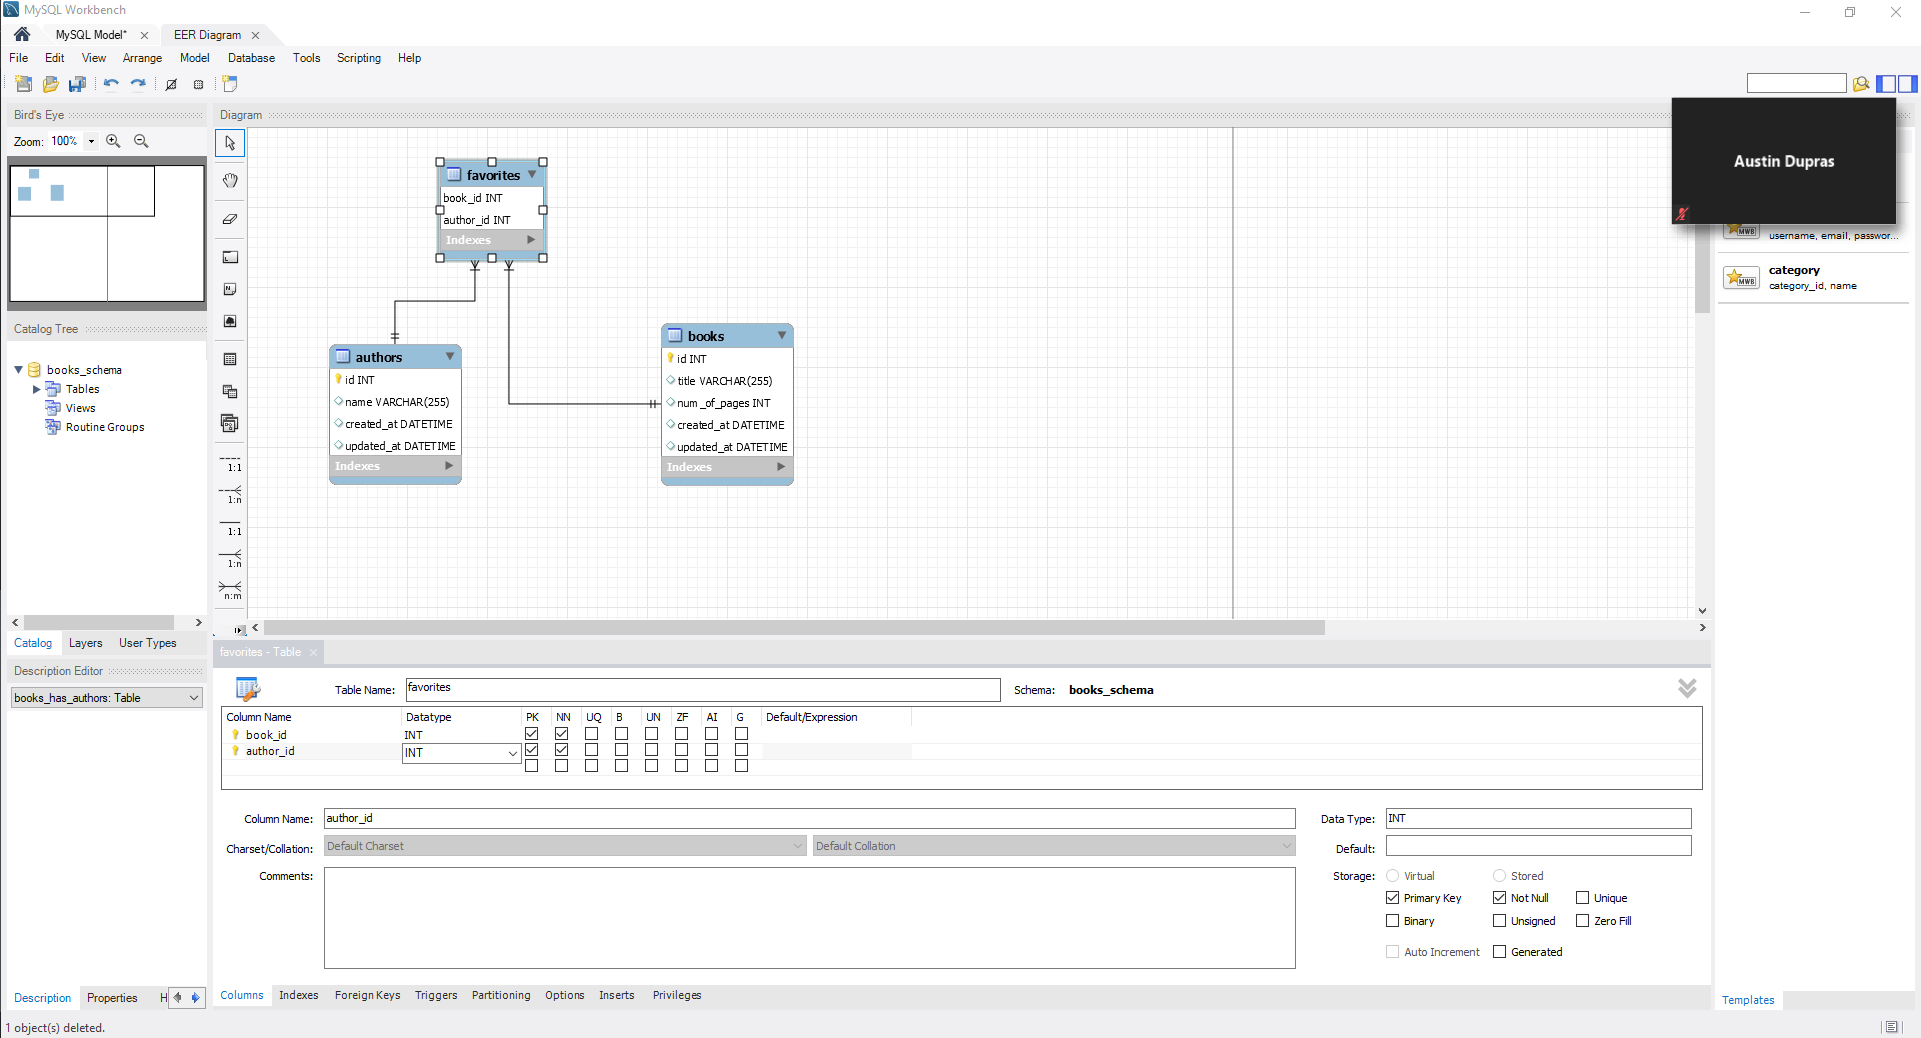 MySQL Workbench
MySQL Model*
EER Diagram
File Edit View Arrange Model Database Tools Scripting Help
Bird's Eye
Zoom: 100%
Diagram
Austin Dupras
username, email, passwor...
category
category_id, name
favorites
book_id INT
author_id INT
Indexes
authors
id INT
name VARCHAR(255)
created_at DATETIME
updated_at DATETIME
Indexes
books
id INT
title VARCHAR(255)
num_of_pages INT
created_at DATETIME
updated_at DATETIME
Indexes
1:1
1:n
1:1
1:n
n:m
Catalog Tree
books_schema
Tables
Views
Routine Groups
Catalog Layers User Types
Description Editor
books_has_authors: Table
Description Properties H
favorites - Table
Table Name: favorites Schema: books_schema
Column Name Datatype PK NN UQ B UN ZF AI G Default/Expression
book_id INT
author_id INT
Column Name: author_id Data Type: INT
Charset/Collation: Default Charset Default Collation Default:
Comments: Storage: Virtual Stored
Primary Key Not Null Unique
Binary Unsigned Zero Fill
Auto Increment Generated
Columns Indexes Foreign Keys Triggers Partitioning Options Inserts Privileges
Templates
1 object(s) deleted.